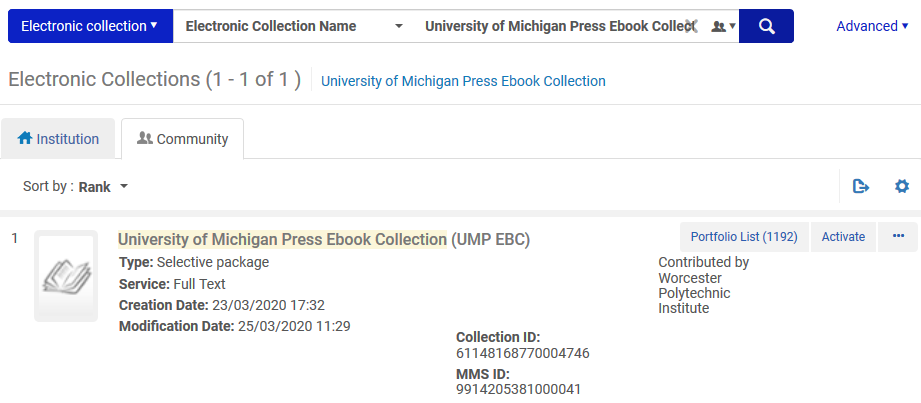 Electronic collection Electronic Collection Name University of Michigan Press Ebook Collect Advanced
Electronic Collections (1 - 1 of 1 ) University of Michigan Press Ebook Collection
Institution Community
Sort by : Rank
1 University of Michigan Press Ebook Collection (UMP EBC) Portfolio List (1192) Activate
Type: Selective package
Service: Full Text
Creation Date: 23/03/2020 17:32
Modification Date: 25/03/2020 11:29
Collection ID:
61148168770004746
MMS ID:
9914205381000041
Contributed by
Worcester
Polytechnic
Institute